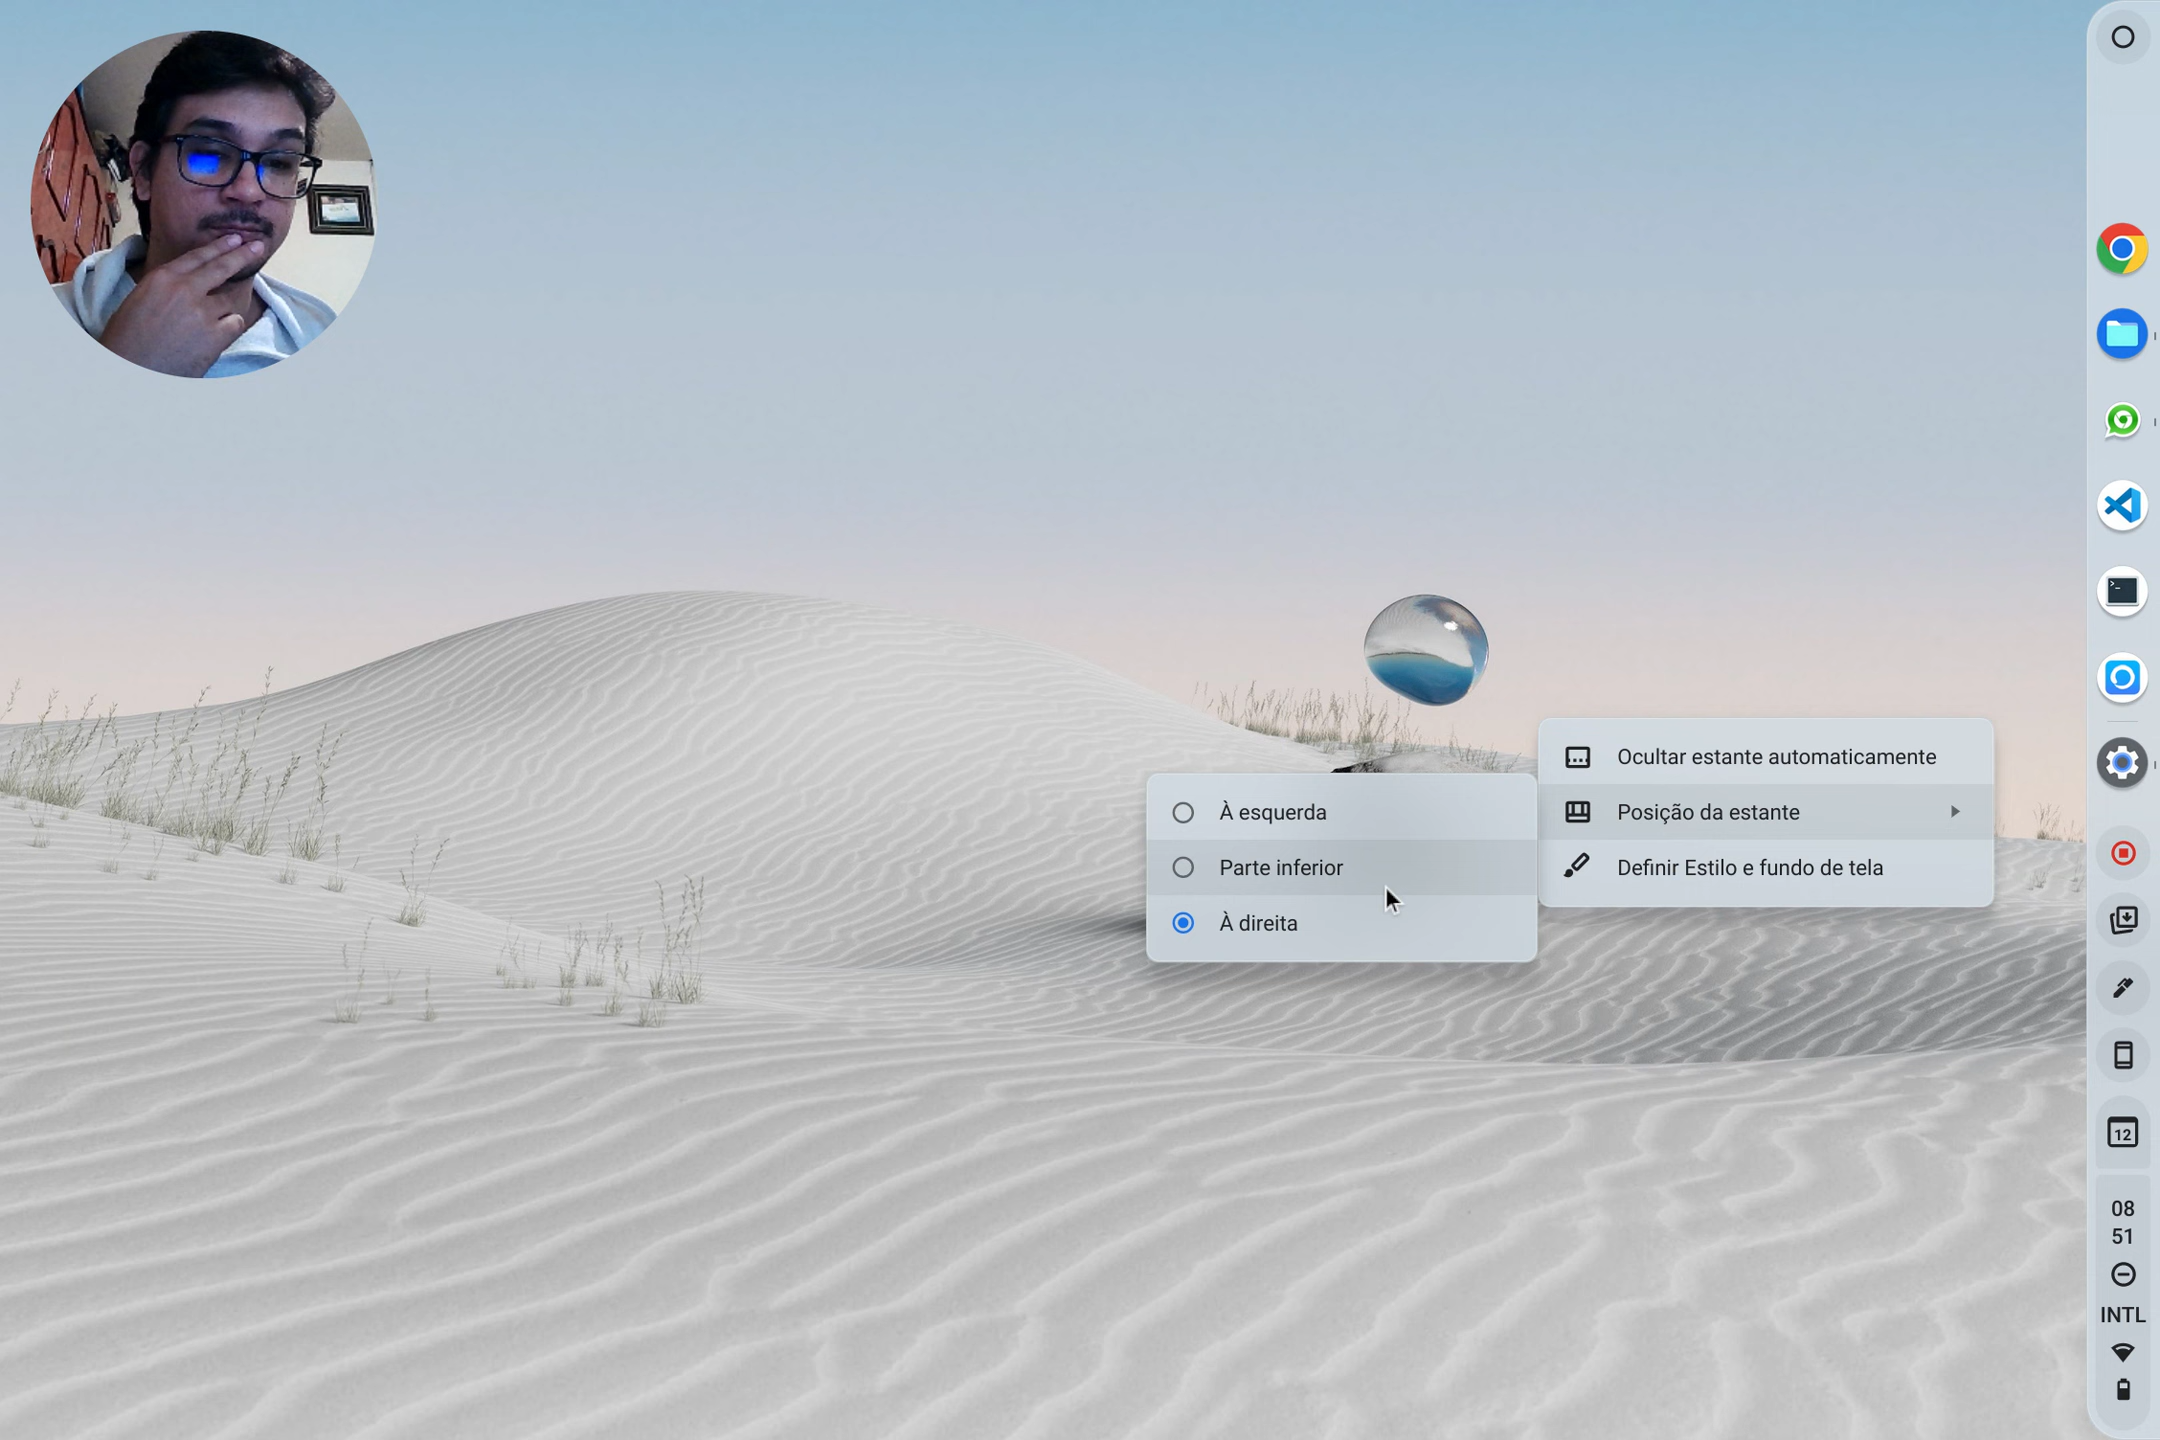 Ocultar estante automaticamente
Posição da estante
Definir Estilo e fundo de tela
À esquerda
Parte inferior
À direita
12
08
51
INTL